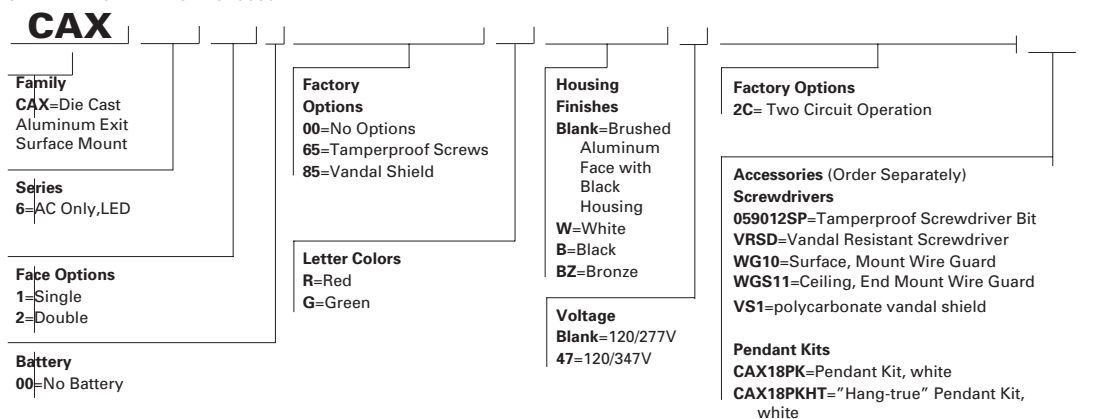 CAX
Family
CAX=Die Cast
Aluminum Exit
Surface Mount
Series
6=AC Only,LED
Face Options
1=Single
2=Double
Battery
00=No Battery
Factory
Options
00=No Options
65=Tamperproof Screws
85=Vandal Shield
Letter Colors
R=Red
G=Green
Housing
Finishes
Blank=Brushed
Aluminum
Face with
Black
Housing
W=White
B=Black
BZ=Bronze
Voltage
Blank=120/277V
47=120/347V
Factory Options
2C= Two Circuit Operation
Accessories (Order Separately)
Screwdrivers
059012SP=Tamperproof Screwdriver Bit
VRSD=Vandal Resistant Screwdriver
WG10=Surface, Mount Wire Guard
WGS11=Ceiling, End Mount Wire Guard
VS1=polycarbonate vandal shield
Pendant Kits
CAX18PK=Pendant Kit, white
CAX18PKHT="Hang-true" Pendant Kit,
white